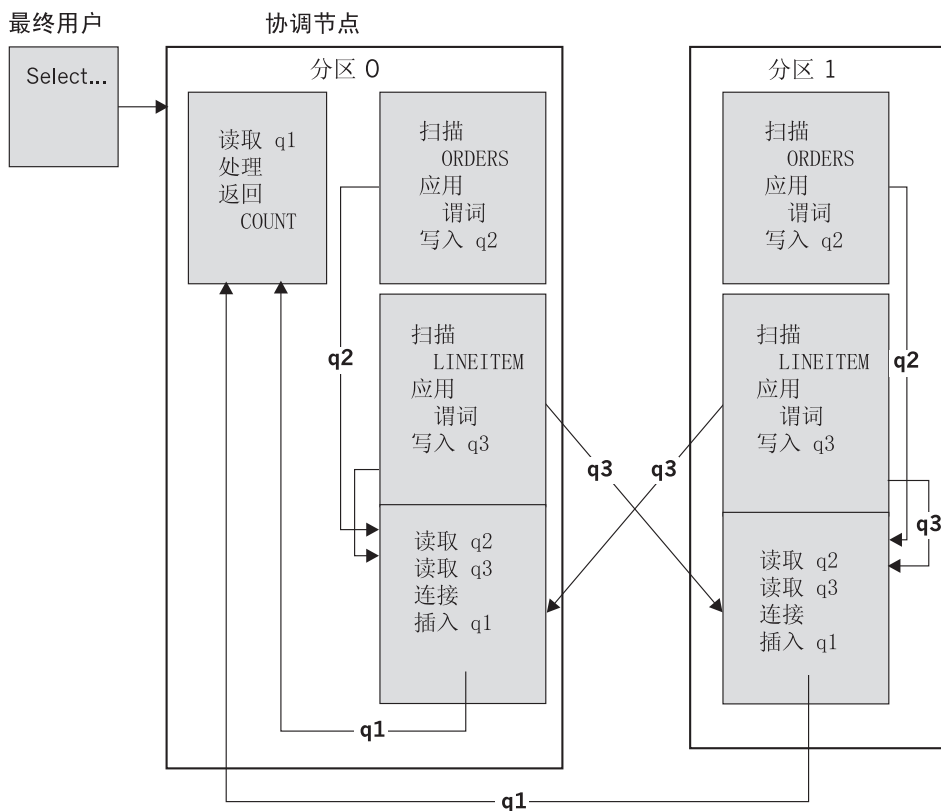 最终用户
Select...
协调节点
分区 0
读取 q1
处理
返回
COUNT
扫描
ORDERS
应用
谓词
写入 q2
q2
扫描
LINEITEM
应用
谓词
写入 q3
读取 q2
读取 q3
连接
插入 q1
q1
q3
q3
分区 1
扫描
ORDERS
应用
谓词
写入 q2
扫描
LINEITEM
应用
谓词
写入 q3
q2
q3
读取 q2
读取 q3
连接
插入 q1
q1